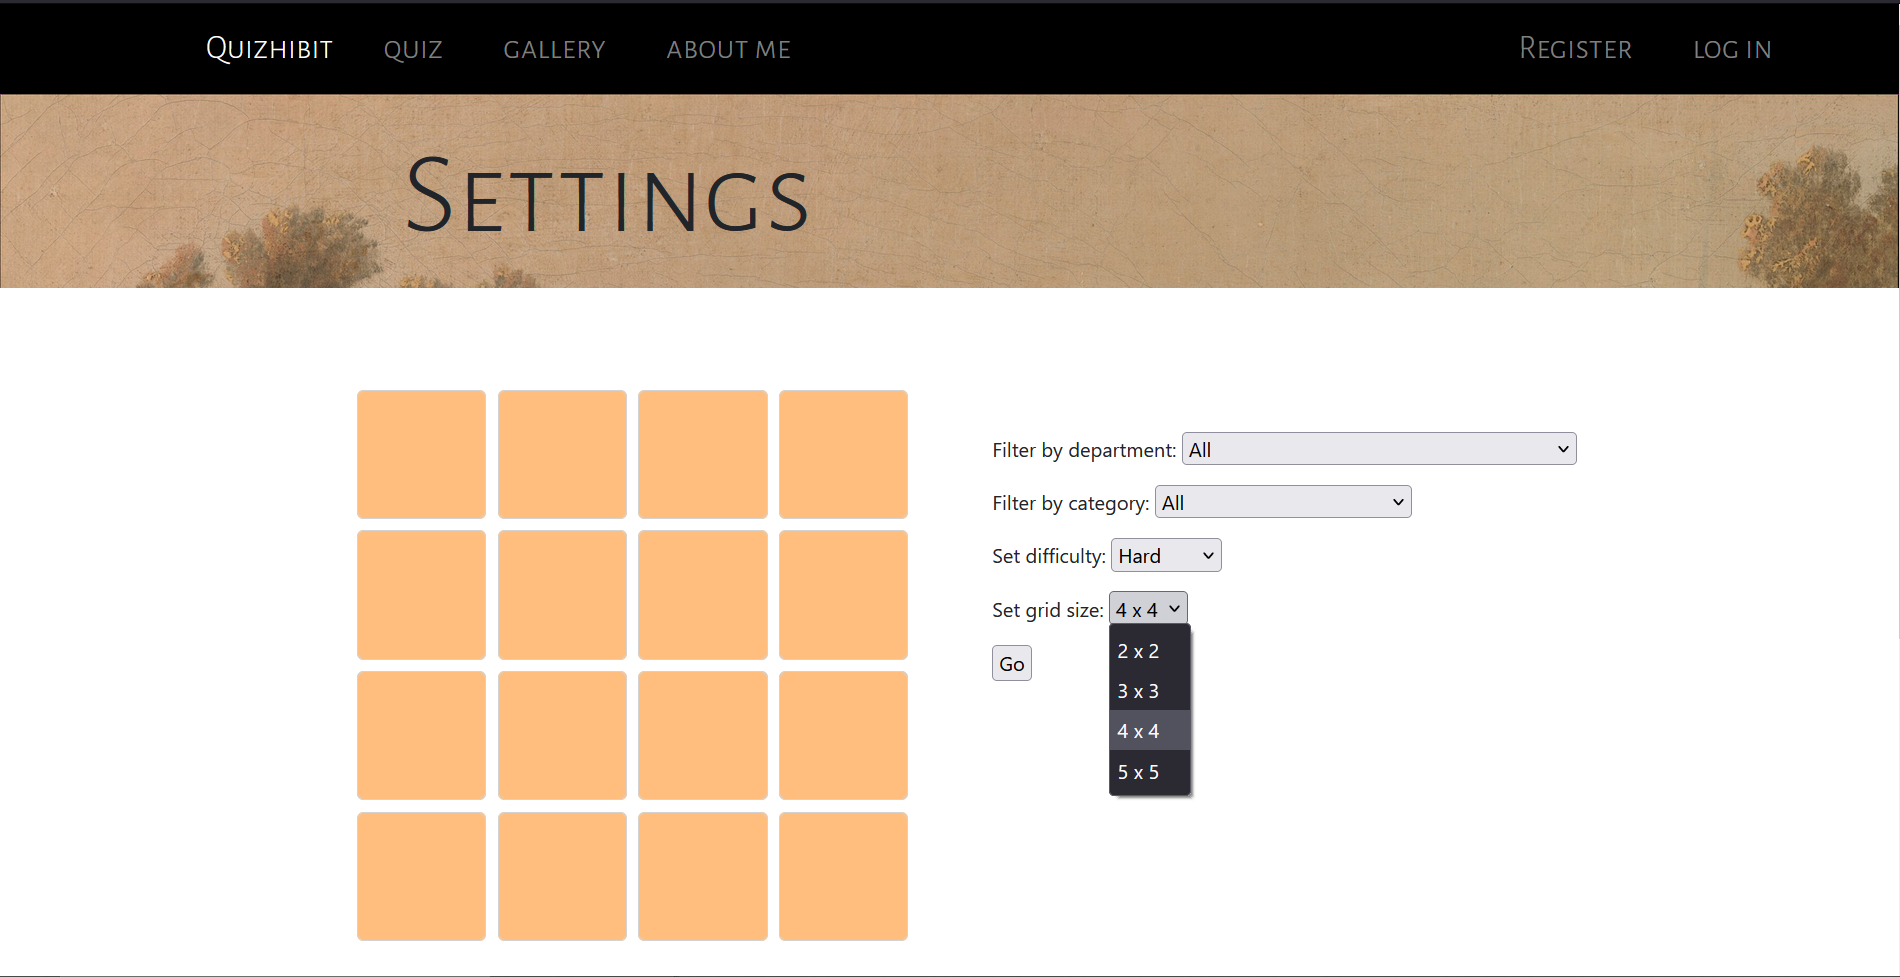 Quizhibit quiz gallery about me Register log in
Settings
Filter by department: All
Filter by category: All
Set difficulty: Hard
Set grid size: 4 x 4
Go
2 x 2
3 x 3
4 x 4
5 x 5